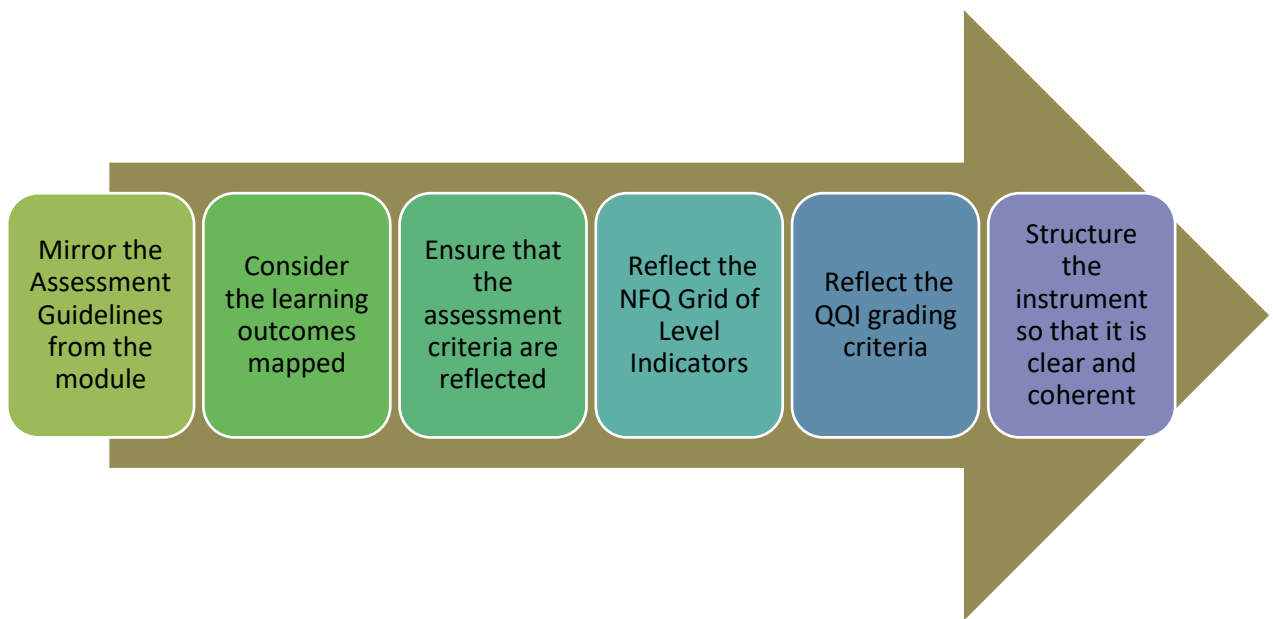 Mirror the
Assessment
Guidelines
from the
module
Consider
the learning
outcomes
mapped
Ensure that
the
assessment
criteria are
reflected
Reflect the
NFQ Grid of
Level
Indicators
Reflect the
QQI grading
criteria
Structure
the
instrument
so that it is
clear and
coherent